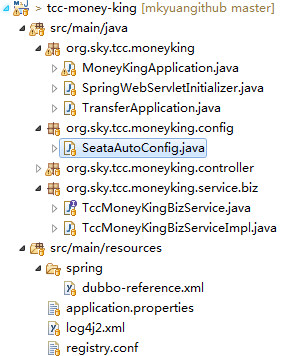 > tcc-money-king [mkyuangithub master]
src/main/java
org.sky.tcc.moneyking
MoneyKingApplication.java
SpringWebServletInitializer.java
TransferApplication.java
org.sky.tcc.moneyking.config
SeataAutoConfig.java
org.sky.tcc.moneyking.controller
org.sky.tcc.moneyking.service.biz
TccMoneyKingBizService.java
TccMoneyKingBizServiceImpl.java
src/main/resources
spring
dubbo-reference.xml
application.properties
log4j2.xml
registry.conf